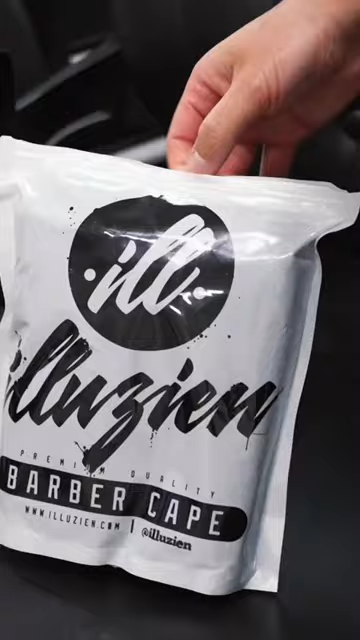 ill
illuzien
PREMIUM QUALITY
BARBER CAPE
WWW.ILLUZIEN.COM | @illuzien